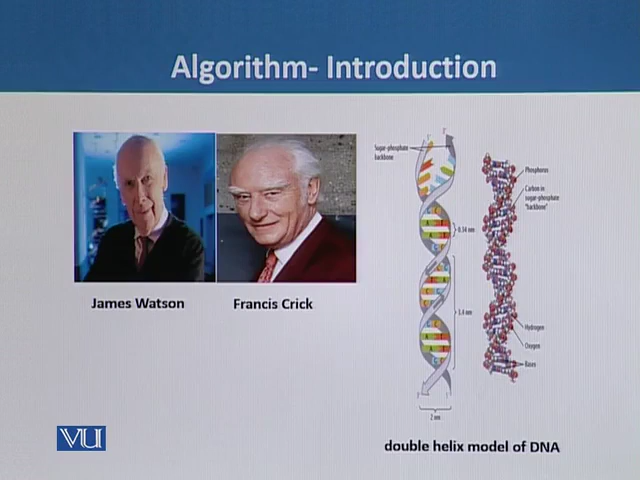 Algorithm- Introduction
Sugar-phosphate
backbone
Phosphorus
Carbon in
sugar-phosphate
"backbone"
0.34 nm
3.4 nm
Hydrogen
Oxygen
Bases
2 nm
James Watson
Francis Crick
double helix model of DNA
VU